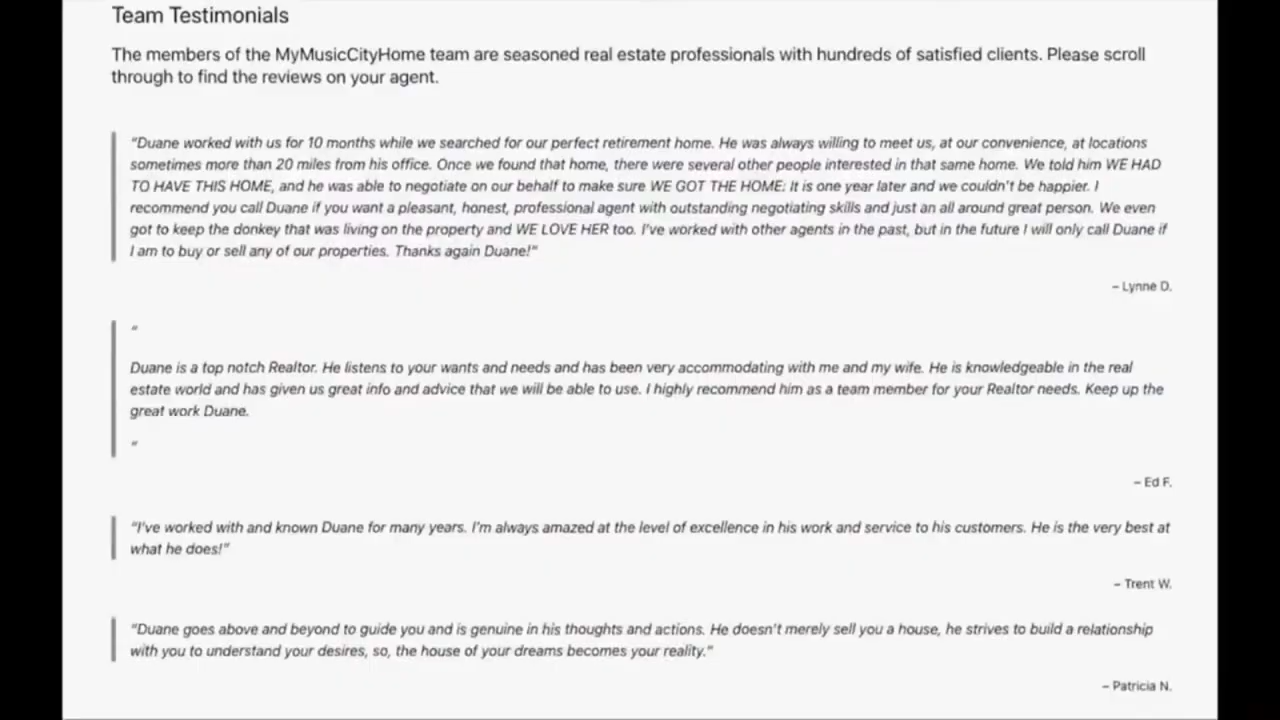 Team Testimonials
The members of the MyMusicCityHome team are seasoned real estate professionals with hundreds of satisfied clients. Please scroll
through to find the reviews on your agent.
“Duane worked with us for 10 months while we searched for our perfect retirement home. He was always willing to meet us, at our convenience, at locations
sometimes more than 20 miles from his office. Once we found that home, there were several other people interested in that same home. We told him WE HAD
TO HAVE THIS HOME, and he was able to negotiate on our behalf to make sure WE GOT THE HOME: It is one year later and we couldn't be happier. I
recommend you call Duane if you want a pleasant, honest, professional agent with outstanding negotiating skills and just an all around great person. We even
got to keep the donkey that was living on the property and WE LOVE HER too. I've worked with other agents in the past, but in the future I will only call Duane if
I am to buy or sell any of our properties. Thanks again Duane!”
– Lynne D.
“
Duane is a top notch Realtor. He listens to your wants and needs and has been very accommodating with me and my wife. He is knowledgeable in the real
estate world and has given us great info and advice that we will be able to use. I highly recommend him as a team member for your Realtor needs. Keep up the
great work Duane.
”
– Ed F.
“I've worked with and known Duane for many years. I'm always amazed at the level of excellence in his work and service to his customers. He is the very best at
what he does!”
– Trent W.
“Duane goes above and beyond to guide you and is genuine in his thoughts and actions. He doesn't merely sell you a house, he strives to build a relationship
with you to understand your desires, so, the house of your dreams becomes your reality.”
– Patricia N.